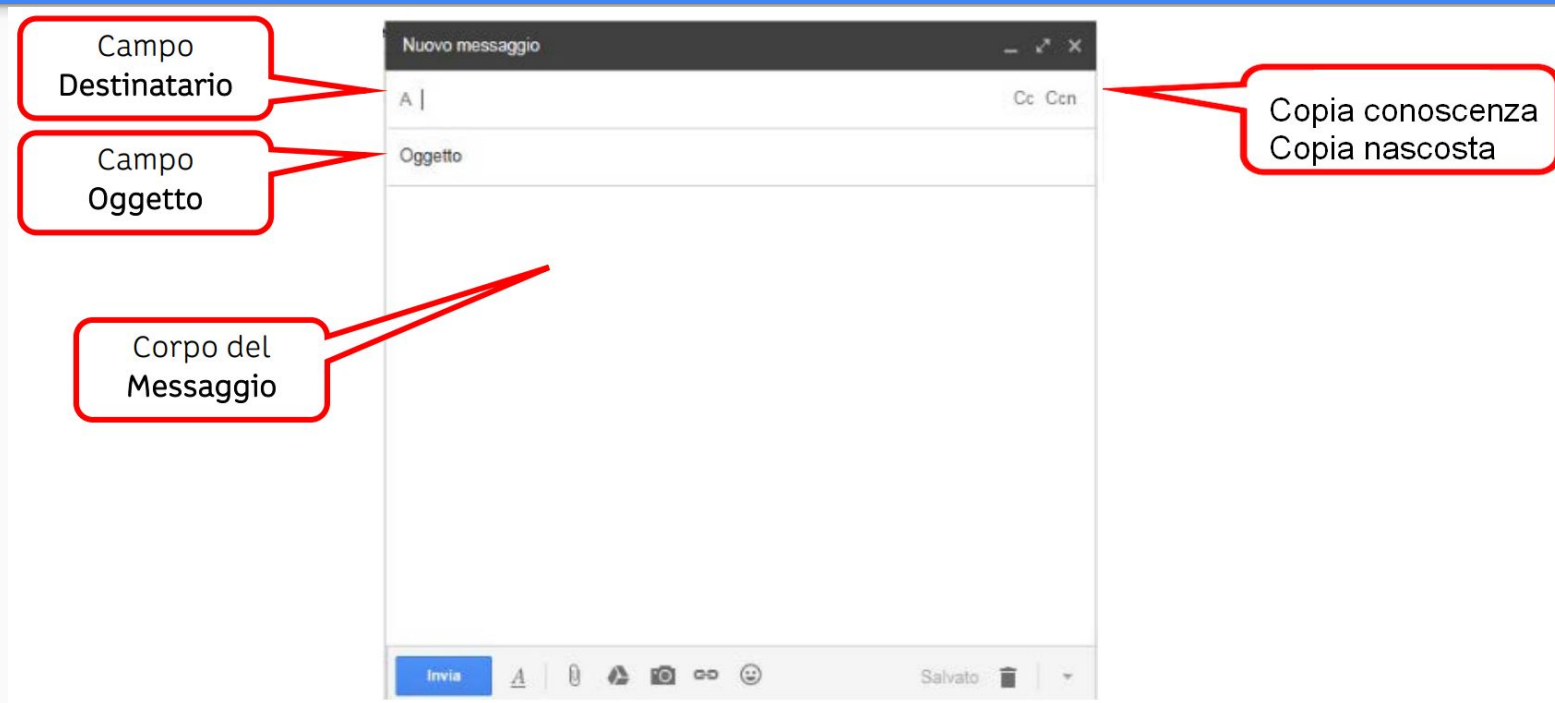 Campo
Destinatario
Nuovo messaggio
A
Cc Ccn
Copia conoscenza
Copia nascosta
Campo
Oggetto
Oggetto
Corpo del
Messaggio
Invia A Salvato